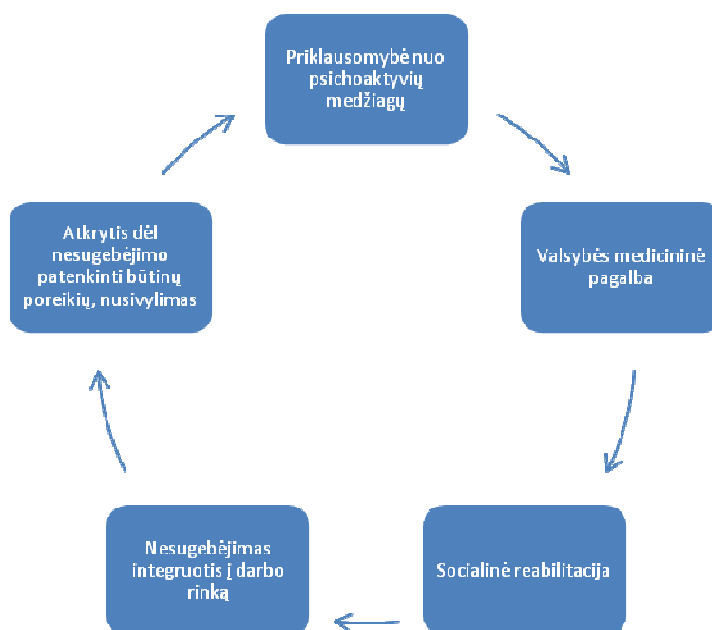 Priklausomybė nuo
psichoaktyvių
medžiagų
Valsybės medicininė
pagalba
Socialinė reabilitacija
Nesugebėjimas
integruotis į darbo
rinką
Atkrytis dėl
nesugebėjimo
patenkinti būtinų
poreikių, nusivylimas